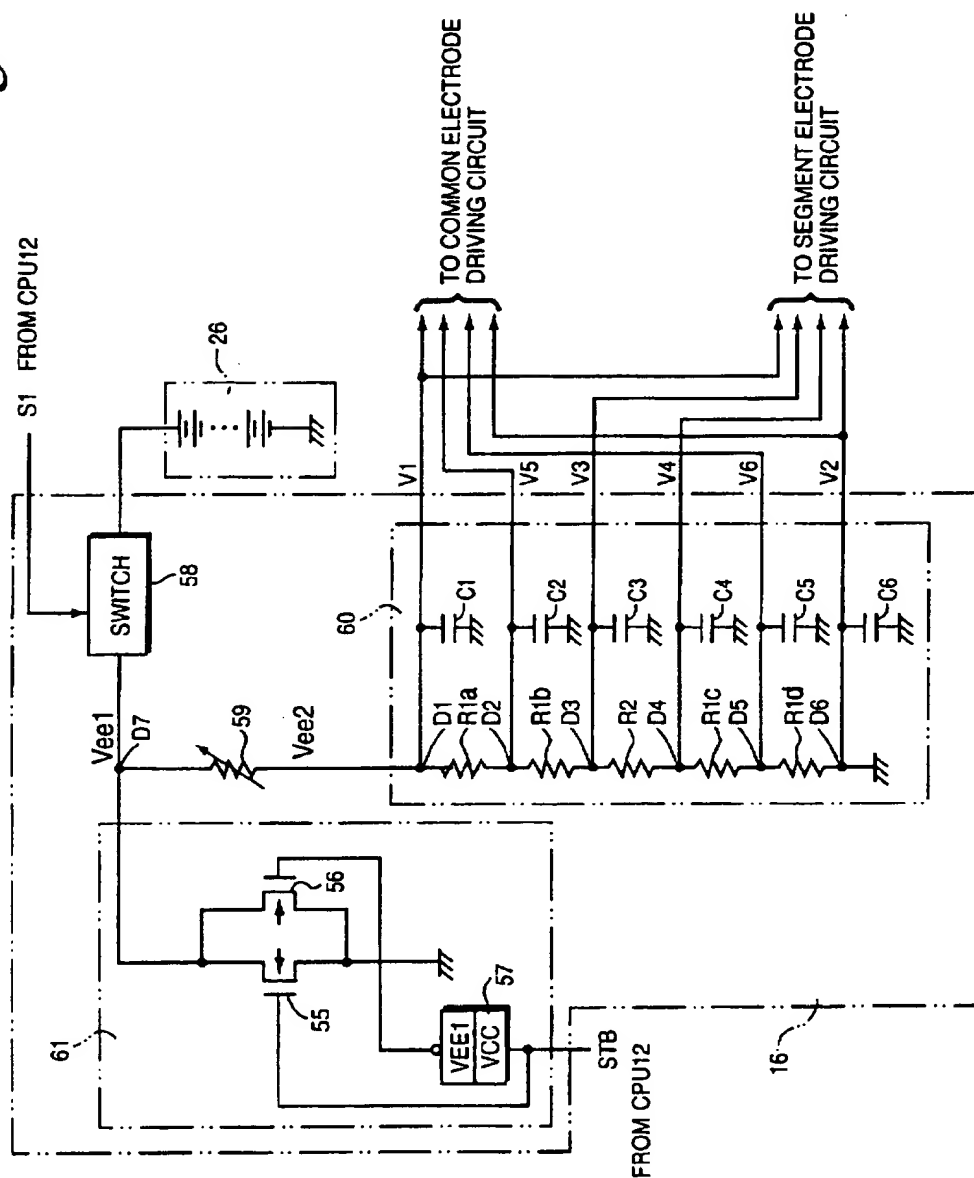 S1 FROM CPU12
26
SWITCH
58
Vee1
D7
59
Vee2
61
56
55
57
VEE1
VCC
STB
FROM CPU12
16
60
D1
R1a
D2
R1b
D3
R2
D4
R1c
D5
R1d
D6
C1
C2
C3
C4
C5
C6
V1
V5
V3
V4
V6
V2
TO COMMON ELECTRODE
DRIVING CIRCUIT
TO SEGMENT ELECTRODE
DRIVING CIRCUIT